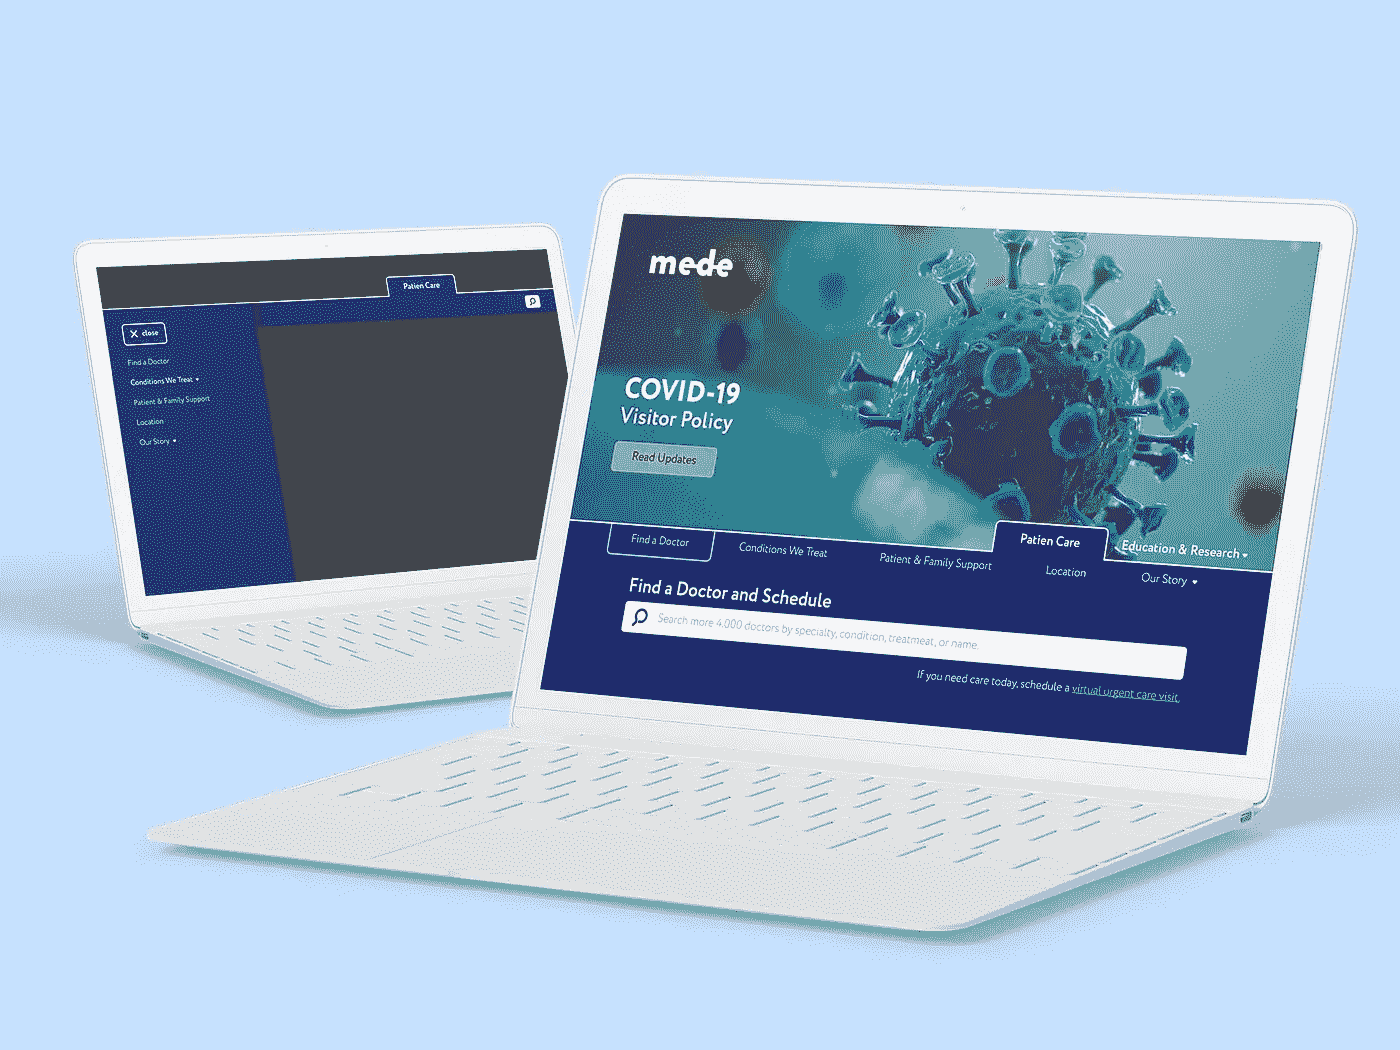 Patien Care
close
Find a Doctor
Conditions We Treat
Patient & Family Support
Location
Our Story
mede
COVID-19
Visitor Policy
Read Updates
Patien Care
Education & Research
Find a Doctor
Conditions We Treat
Patient & Family Support
Location
Our Story
Find a Doctor and Schedule
Search more 4,000 doctors by specialty, condition, treatmeat, or name.
If you need care today, schedule a virtual urgent care visit.